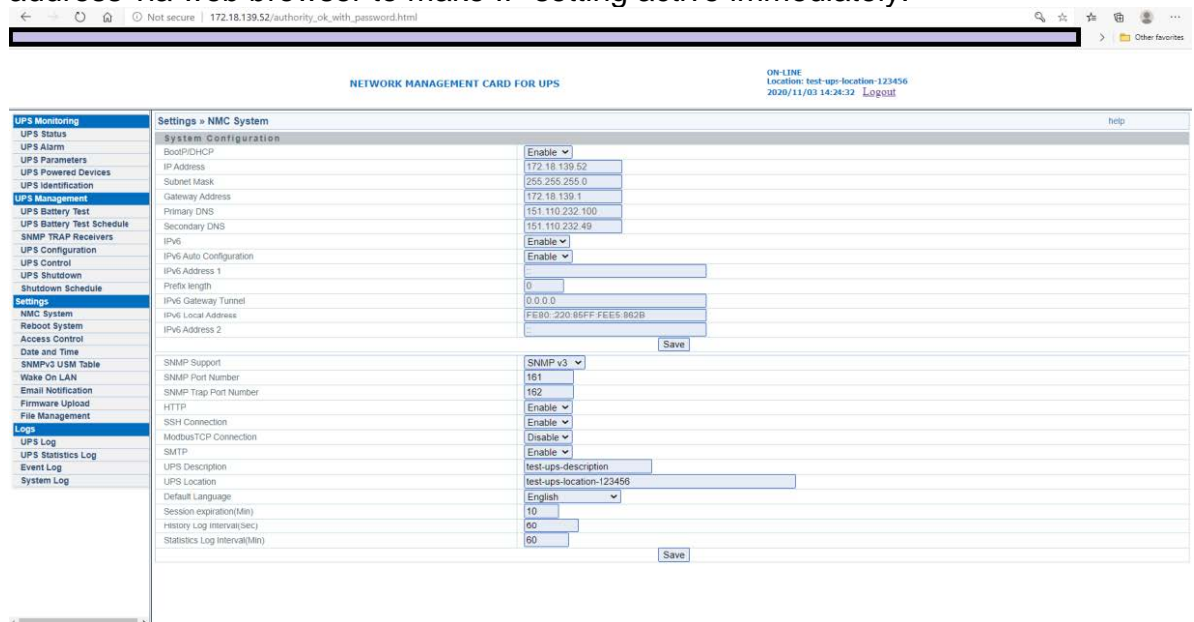 address via web browser to make IP setting active immediately.
Not secure | 172.18.139.52/authority_ok_with_password.html
Other favorites
NETWORK MANAGEMENT CARD FOR UPS
ON-LINE
Location: test-ups-location-123456
2020/11/03 14:24:32 Logout
UPS Monitoring
UPS Status
UPS Alarm
UPS Parameters
UPS Powered Devices
UPS Identification
UPS Management
UPS Battery Test
UPS Battery Test Schedule
SNMP TRAP Receivers
UPS Configuration
UPS Control
UPS Shutdown
Shutdown Schedule
Settings
NMC System
Reboot System
Access Control
Date and Time
SNMPv3 USM Table
Wake On LAN
Email Notification
Firmware Upload
File Management
Logs
UPS Log
UPS Statistics Log
Event Log
System Log
Settings » NMC System help
System Configuration
BootP/DHCP Enable
IP Address 172.18.139.52
Subnet Mask 255.255.255.0
Gateway Address 172.18.139.1
Primary DNS 151.110.232.100
Secondary DNS 151.110.232.49
IPv6 Enable
IPv6 Auto Configuration Enable
IPv6 Address 1 ::
Prefix length 0
IPv6 Gateway Tunnel 0.0.0.0
IPv6 Local Address FE80::220:85FF:FEE5:862B
IPv6 Address 2 ::
Save
SNMP Support SNMP v3
SNMP Port Number 161
SNMP Trap Port Number 162
HTTP Enable
SSH Connection Enable
ModbusTCP Connection Disable
SMTP Enable
UPS Description test-ups-description
UPS Location test-ups-location-123456
Default Language English
Session expiration(Min) 10
History Log Interval(Sec) 60
Statistics Log Interval(Min) 60
Save